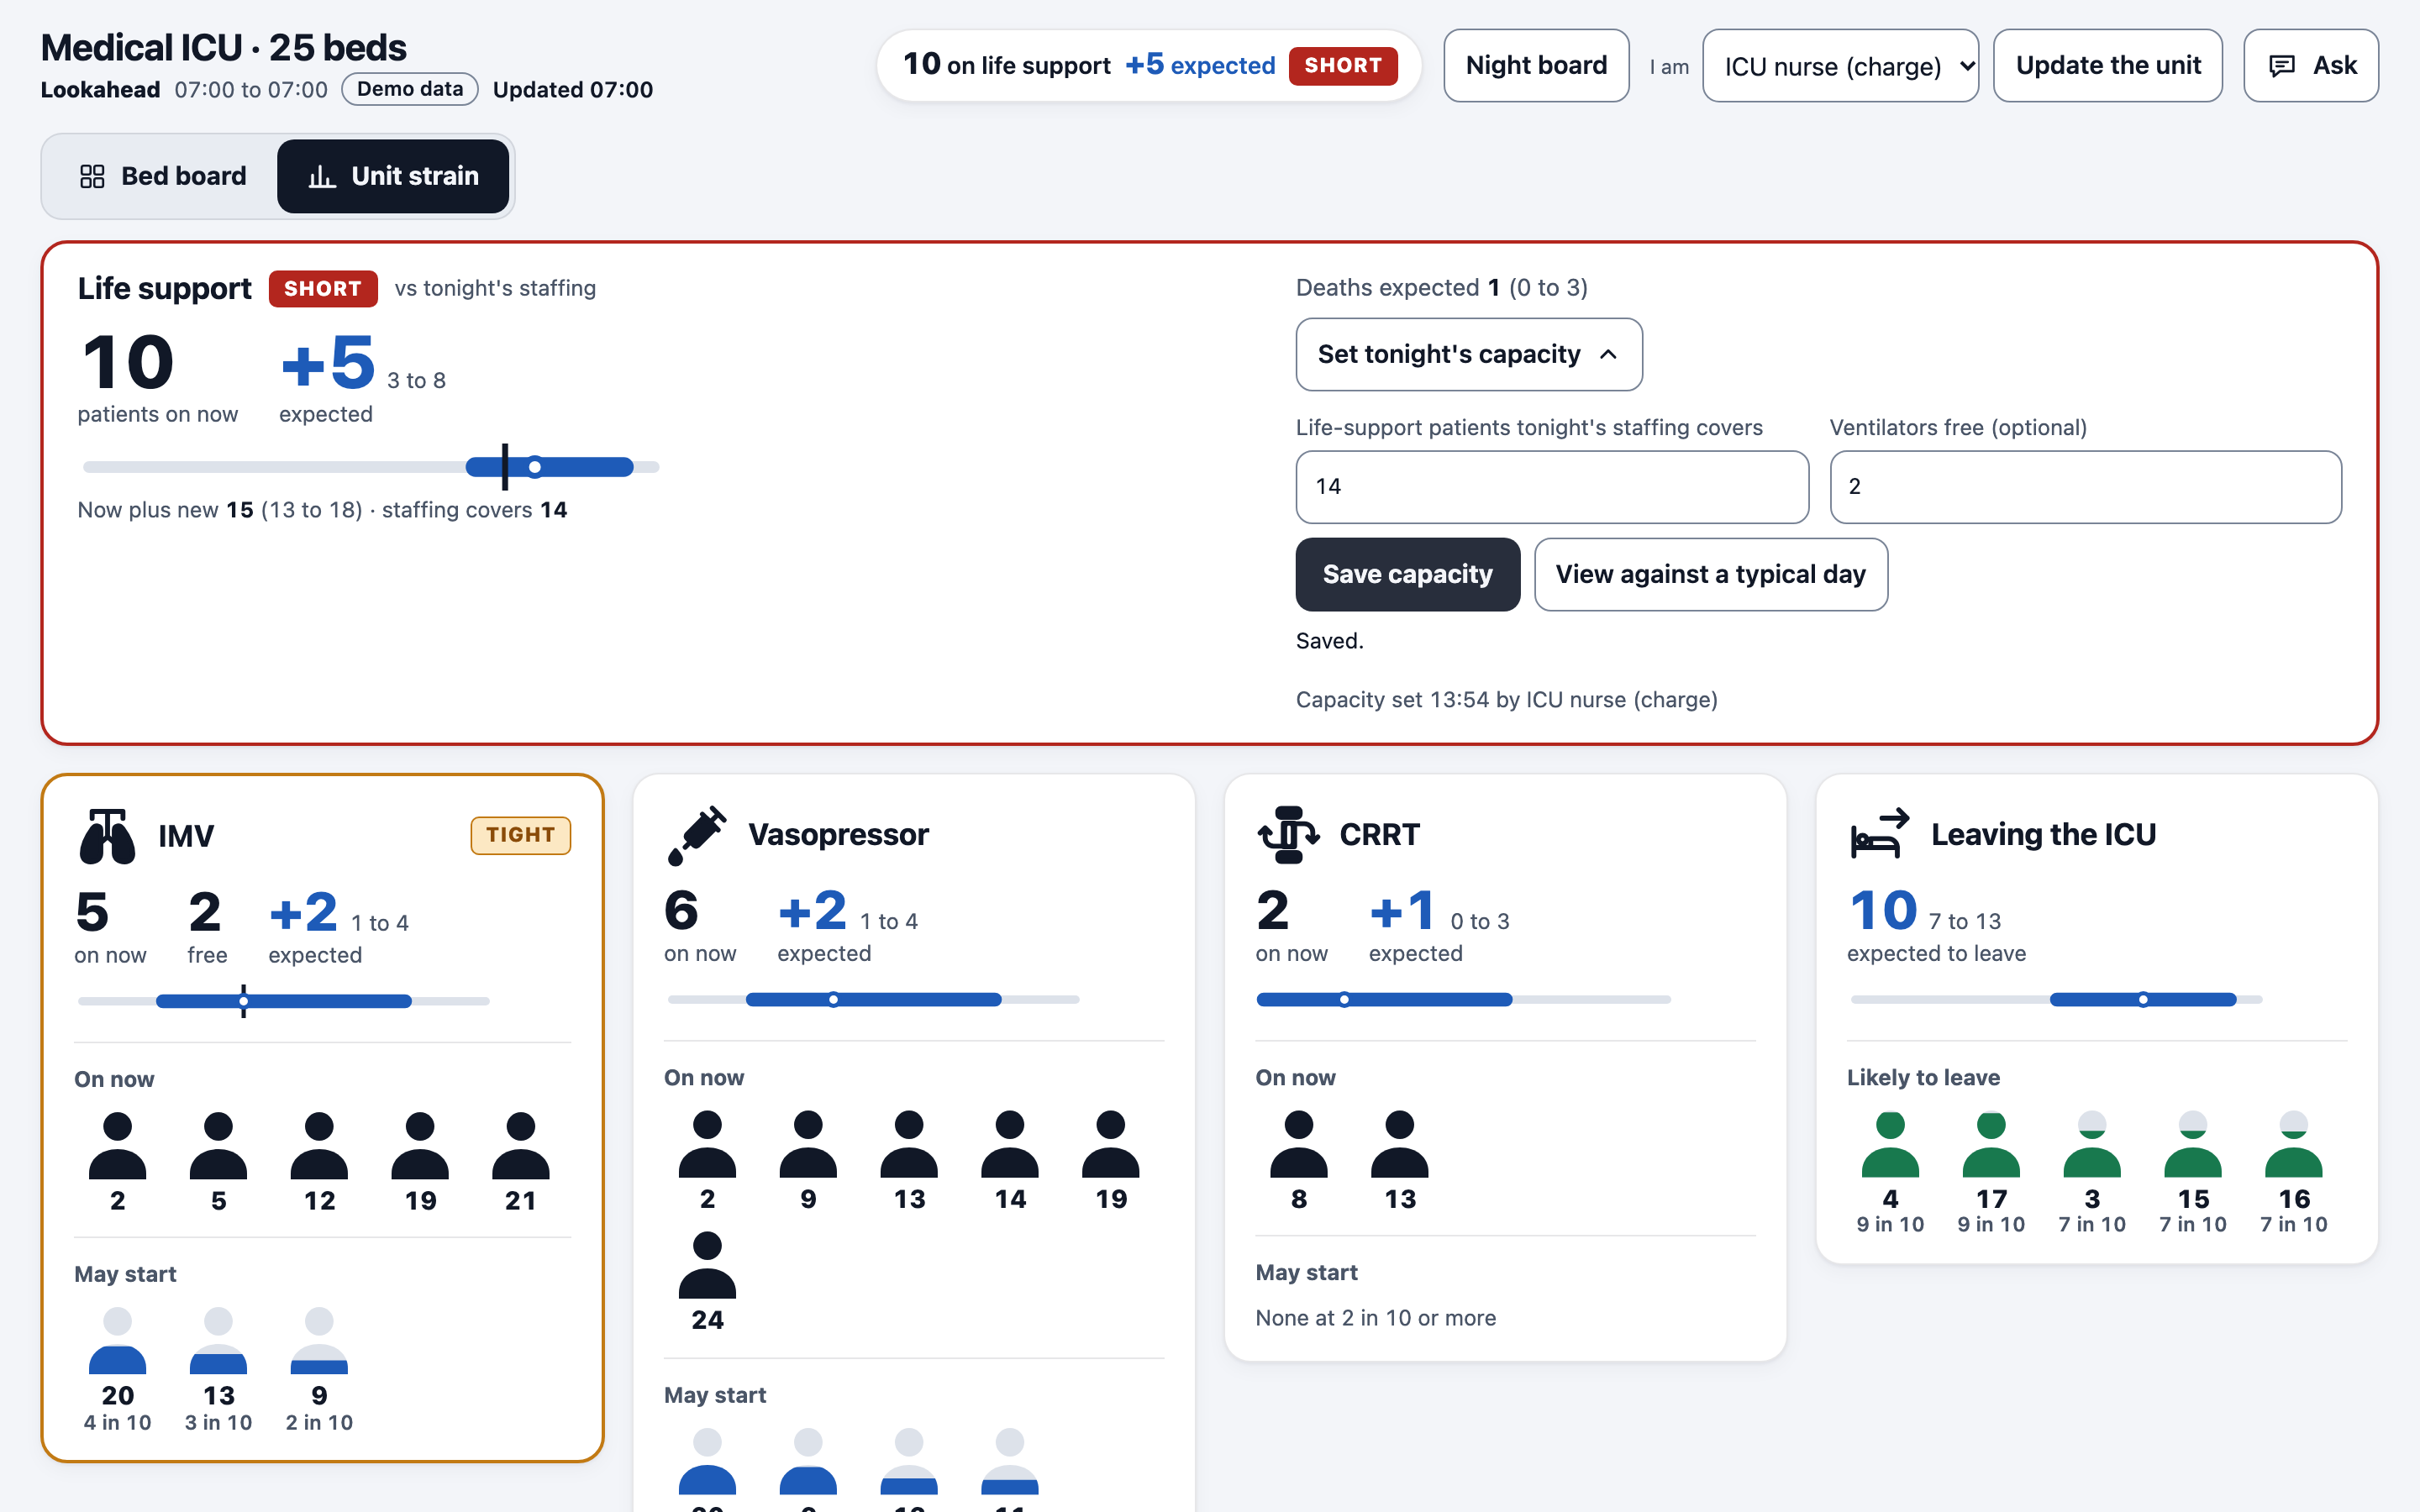 Medical ICU · 25 beds
Lookahead 07:00 to 07:00 Demo data Updated 07:00
10 on life support +5 expected SHORT
Night board
I am ICU nurse (charge)
Update the unit
Ask
Bed board
Unit strain
Life support SHORT vs tonight's staffing
10 +5 3 to 8
patients on now expected
Now plus new 15 (13 to 18) · staffing covers 14
Deaths expected 1 (0 to 3)
Set tonight's capacity
Life-support patients tonight's staffing covers
14
Ventilators free (optional)
2
Save capacity
View against a typical day
Saved.
Capacity set 13:54 by ICU nurse (charge)
IMV TIGHT
5 2 +2 1 to 4
on now free expected
On now
2 5 12 19 21
May start
20 13 9
4 in 10 3 in 10 2 in 10
Vasopressor
6 +2 1 to 4
on now expected
On now
2 9 13 14 19
24
May start
CRRT
2 +1 0 to 3
on now expected
On now
8 13
May start
None at 2 in 10 or more
Leaving the ICU
10 7 to 13
expected to leave
Likely to leave
4 17 3 15 16
9 in 10 9 in 10 7 in 10 7 in 10 7 in 10